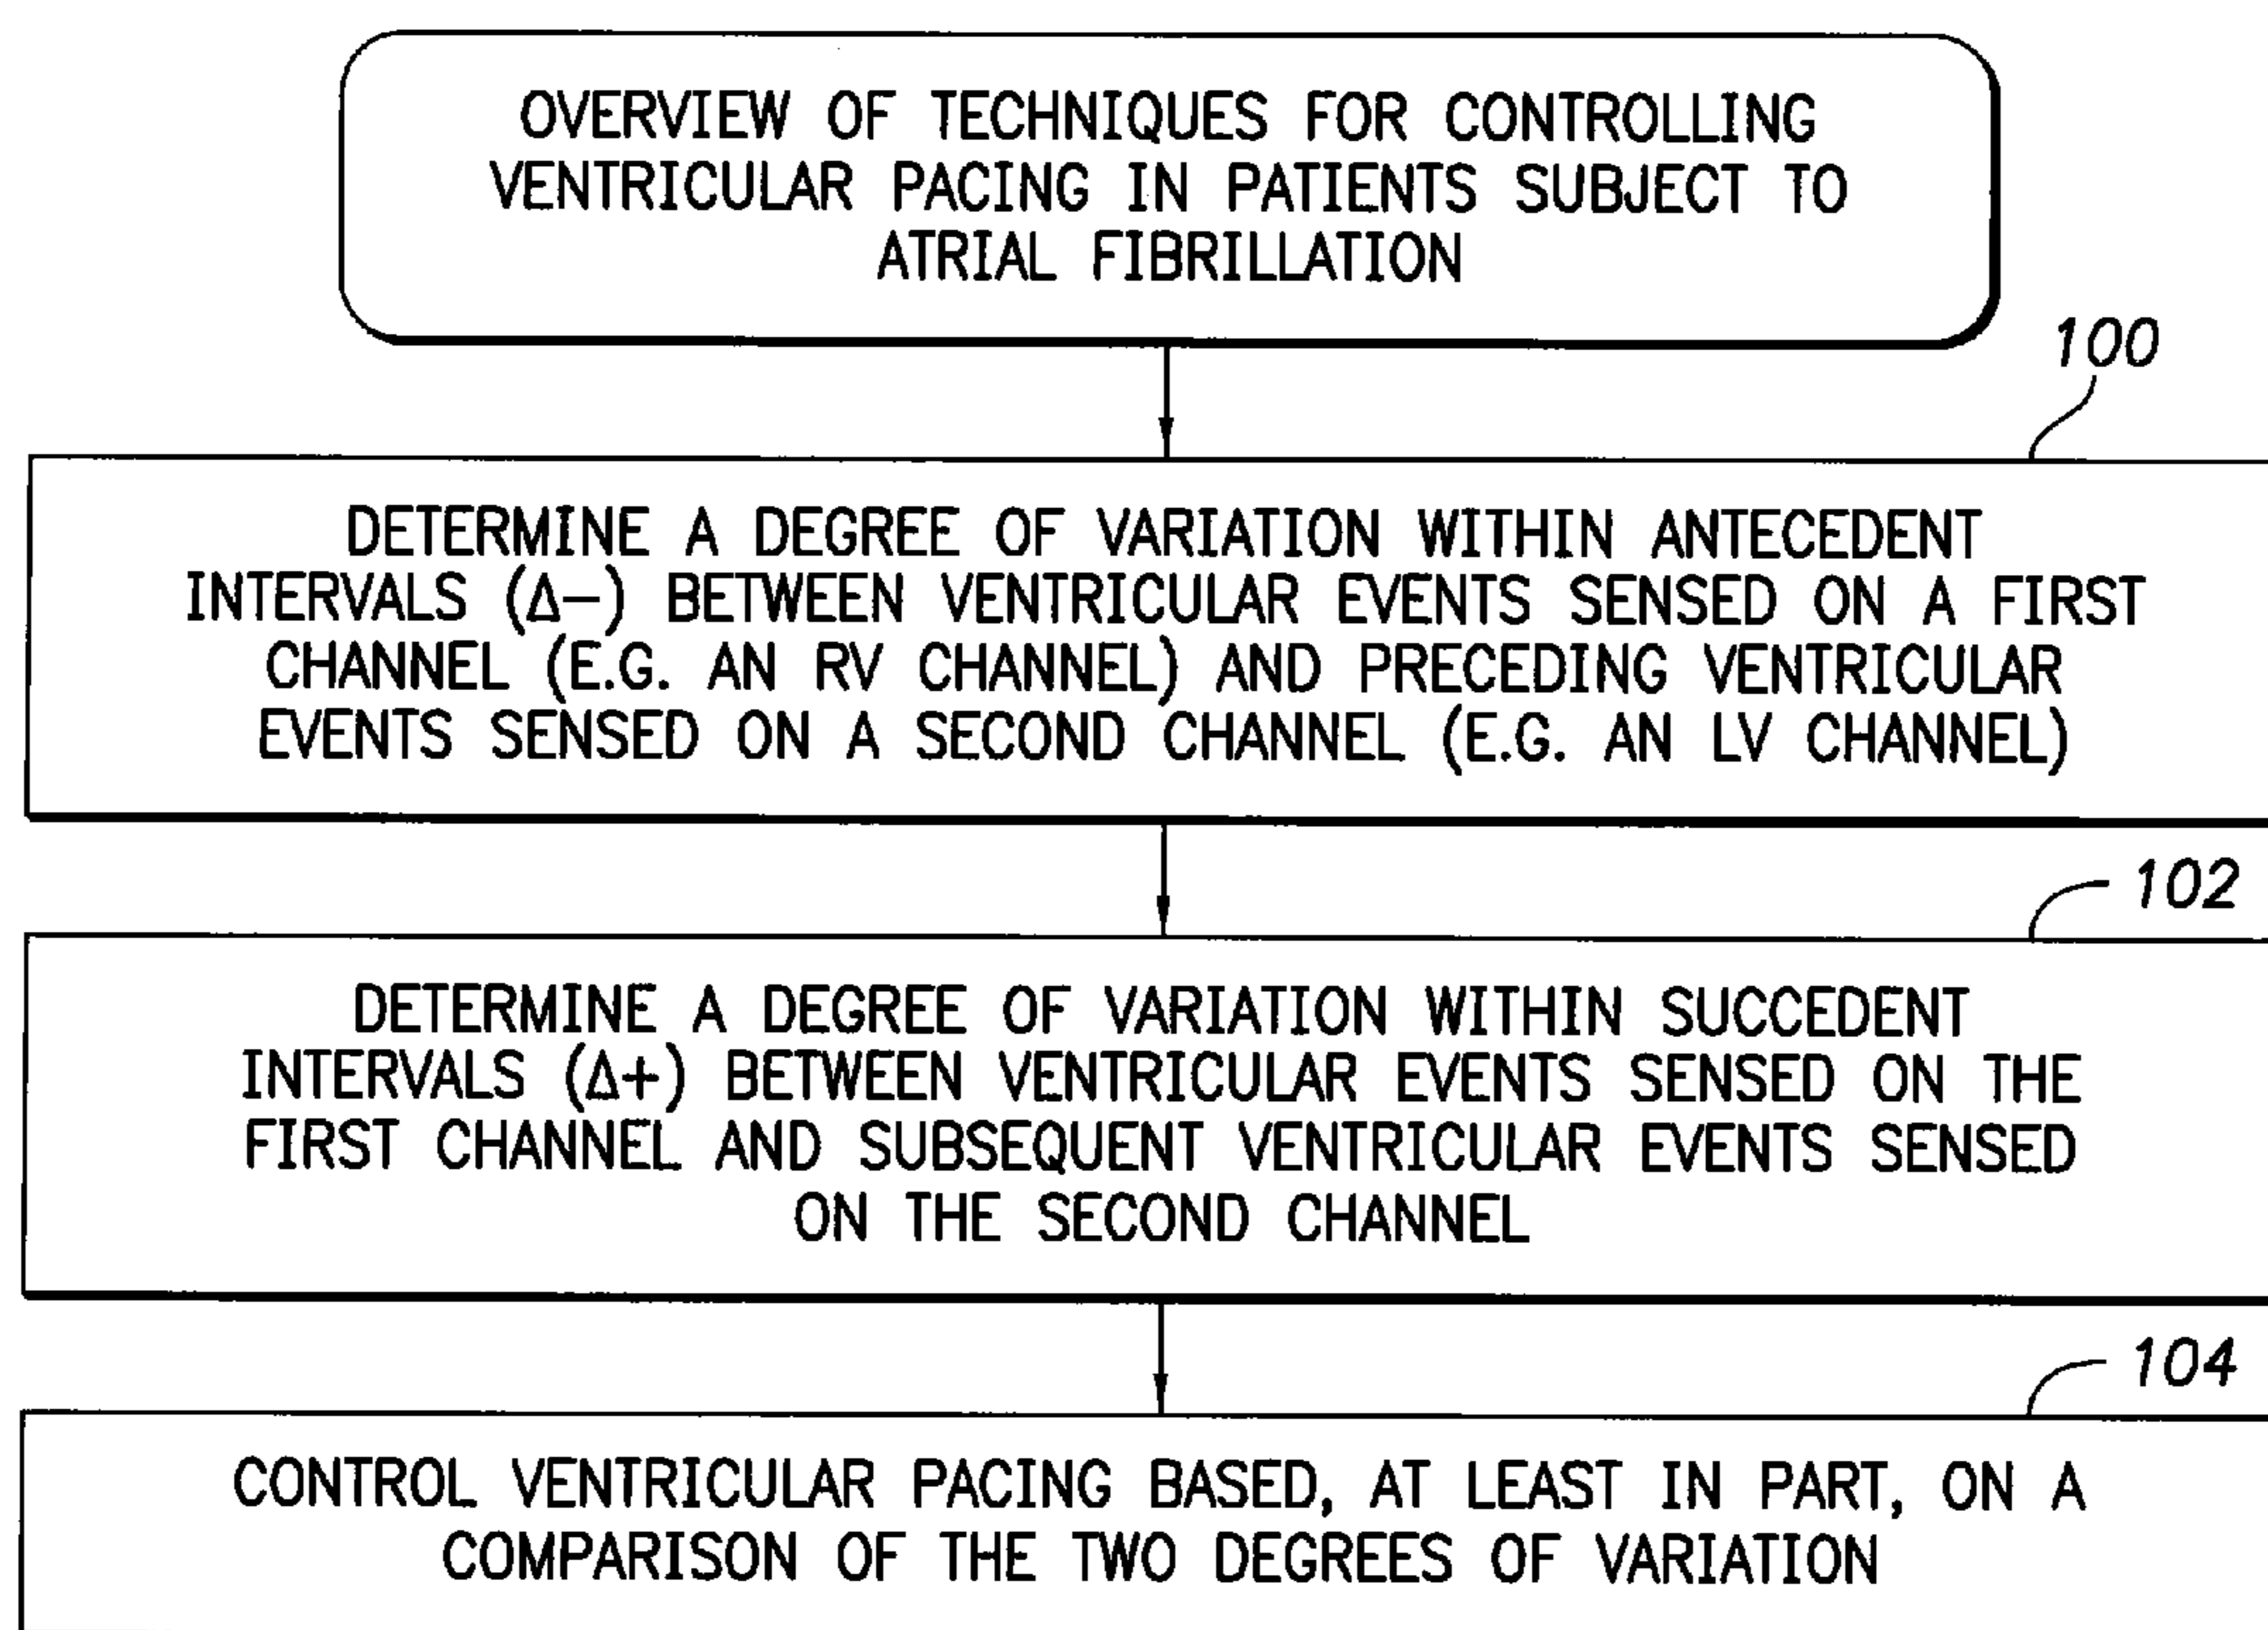 OVERVIEW OF TECHNIQUES FOR CONTROLLING
VENTRICULAR PACING IN PATIENTS SUBJECT TO
ATRIAL FIBRILLATION
100
DETERMINE A DEGREE OF VARIATION WITHIN ANTECEDENT
INTERVALS (Δ−) BETWEEN VENTRICULAR EVENTS SENSED ON A FIRST
CHANNEL (E.G. AN RV CHANNEL) AND PRECEDING VENTRICULAR
EVENTS SENSED ON A SECOND CHANNEL (E.G. AN LV CHANNEL)
102
DETERMINE A DEGREE OF VARIATION WITHIN SUCCEDENT
INTERVALS (Δ+) BETWEEN VENTRICULAR EVENTS SENSED ON THE
FIRST CHANNEL AND SUBSEQUENT VENTRICULAR EVENTS SENSED
ON THE SECOND CHANNEL
104
CONTROL VENTRICULAR PACING BASED, AT LEAST IN PART, ON A
COMPARISON OF THE TWO DEGREES OF VARIATION